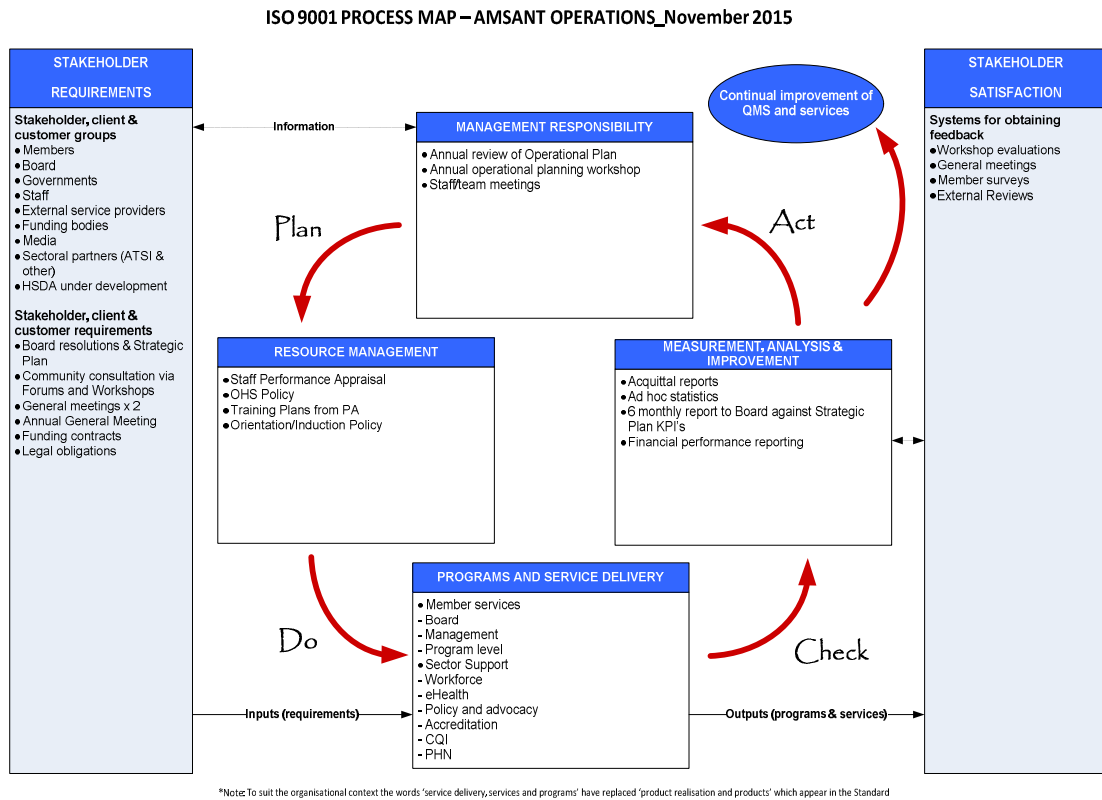 ISO 9001 PROCESS MAP – AMSANT OPERATIONS_November 2015
STAKEHOLDER
REQUIREMENTS
Stakeholder, client &
customer groups
● Members
● Board
● Governments
● Staff
● External service providers
● Funding bodies
● Media
● Sectoral partners (ATSI &
other)
● HSDA under development
Stakeholder, client &
customer requirements
● Board resolutions & Strategic
Plan
● Community consultation via
Forums and Workshops
● General meetings x 2
● Annual General Meeting
● Funding contracts
● Legal obligations
Information
MANAGEMENT RESPONSIBILITY
● Annual review of Operational Plan
● Annual operational planning workshop
● Staff/team meetings
Continual improvement of
QMS and services
Plan
Act
RESOURCE MANAGEMENT
● Staff Performance Appraisal
● OHS Policy
● Training Plans from PA
● Orientation/Induction Policy
MEASUREMENT, ANALYSIS &
IMPROVEMENT
● Acquittal reports
● Ad hoc statistics
● 6 monthly report to Board against Strategic
Plan KPI's
● Financial performance reporting
Do
Check
PROGRAMS AND SERVICE DELIVERY
● Member services
- Board
- Management
- Program level
● Sector Support
- Workforce
- eHealth
- Policy and advocacy
- Accreditation
- CQI
- PHN
Inputs (requirements)
Outputs (programs & services)
STAKEHOLDER
SATISFACTION
Systems for obtaining
feedback
● Workshop evaluations
● General meetings
● Member surveys
● External Reviews
*Note: To suit the organisational context the words 'service delivery, services and programs' have replaced 'product realisation and products' which appear in the Standard